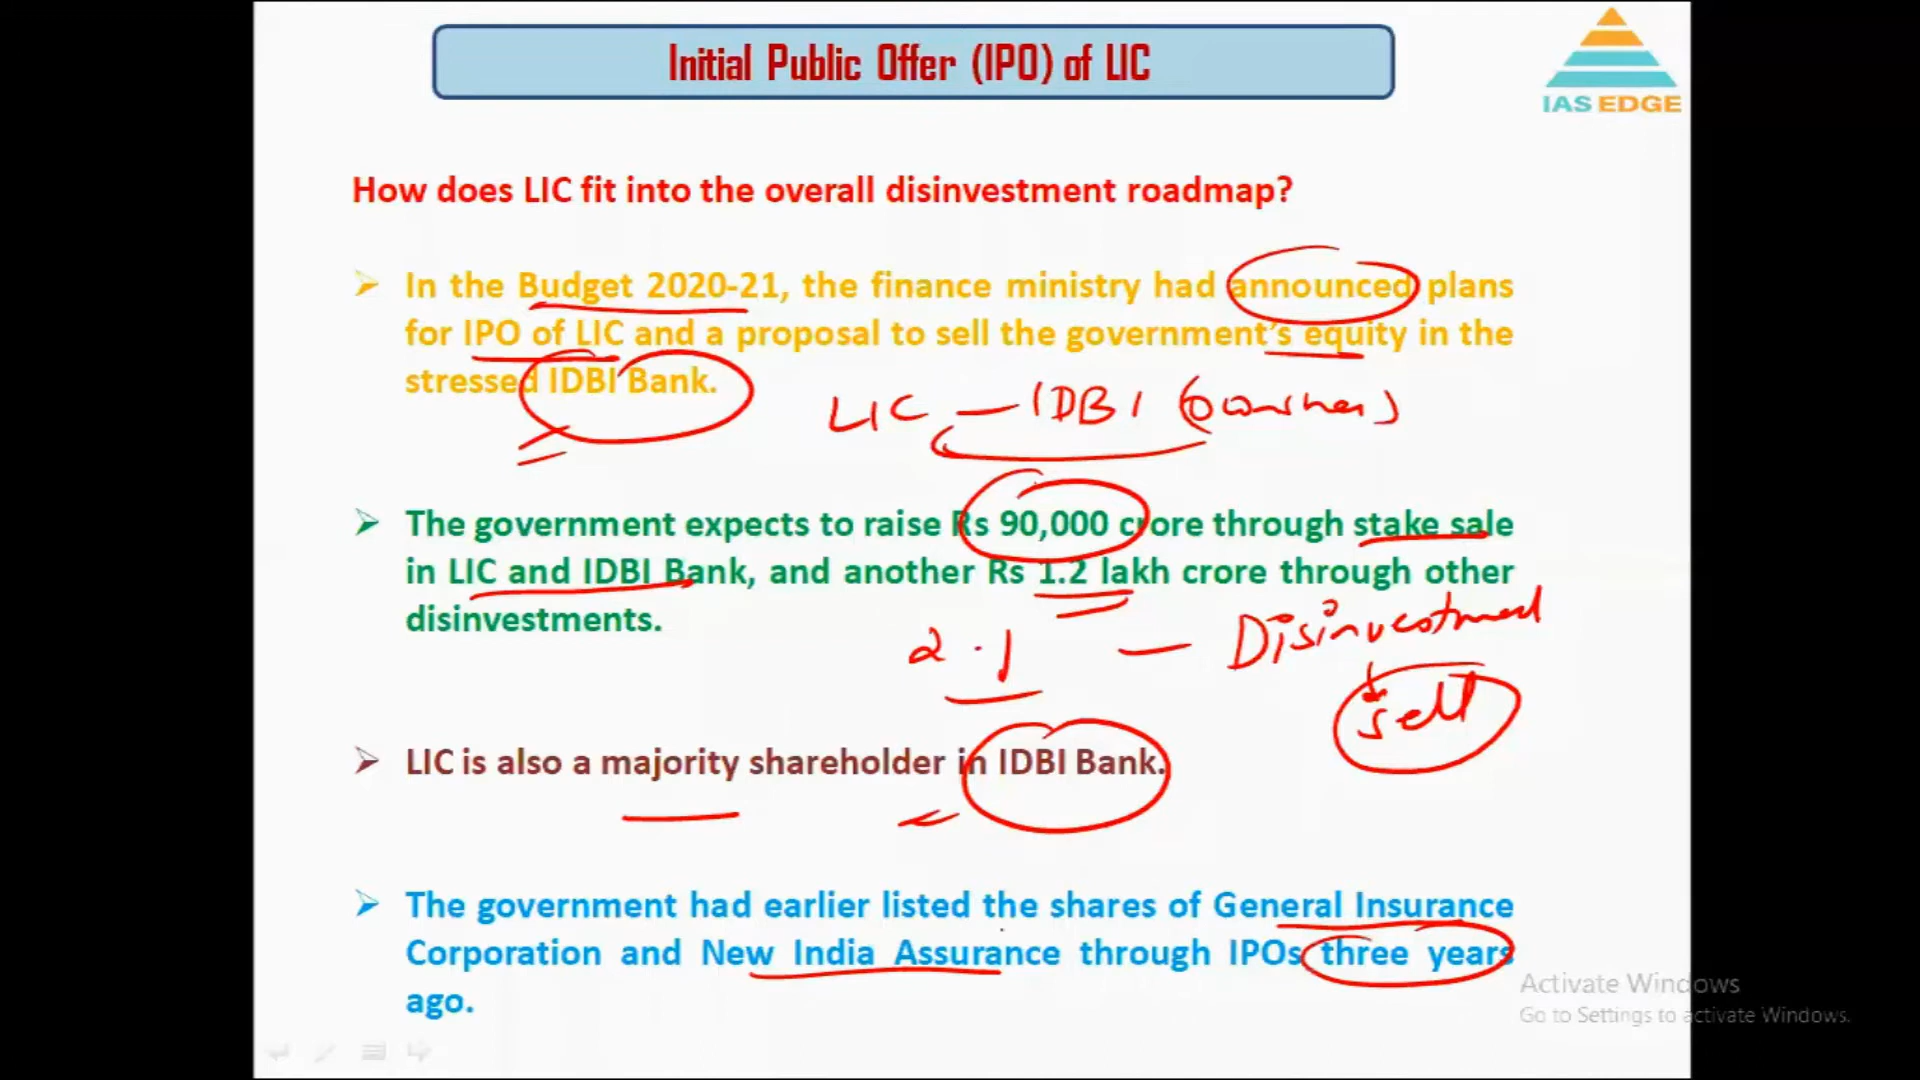 Initial Public Offer (IPO) of LIC
IAS EDGE
How does LIC fit into the overall disinvestment roadmap?
In the Budget 2020-21, the finance ministry had announced plans
for IPO of LIC and a proposal to sell the government's equity in the
stressed IDBI Bank.
LIC — IDBI
The government expects to raise Rs 90,000 crore through stake sale
in LIC and IDBI Bank, and another Rs 1.2 lakh crore through other
disinvestments.
2.1 — Disinvestment
sell
LIC is also a majority shareholder in IDBI Bank.
The government had earlier listed the shares of General Insurance
Corporation and New India Assurance through IPOs three years
ago.
Activate Windows
Go to Settings to activate Windows.